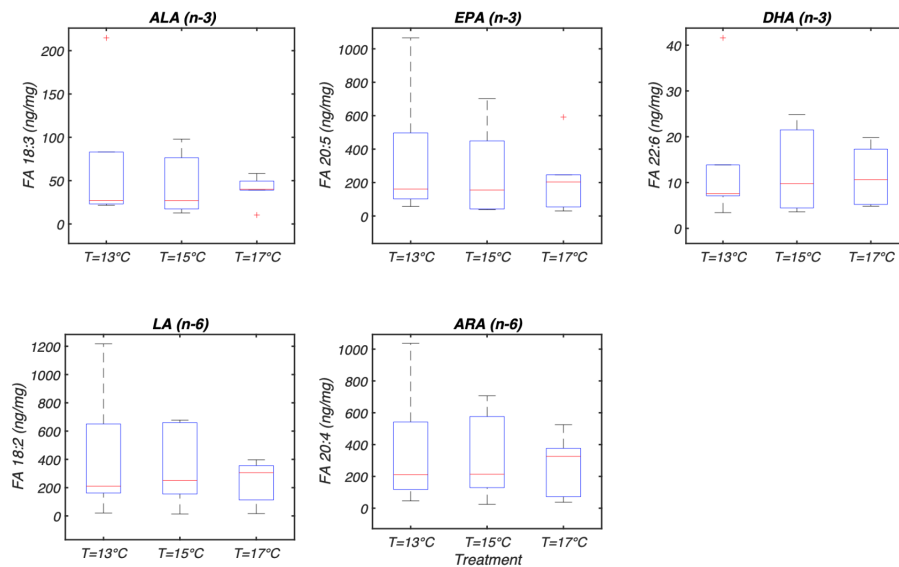 ALA (n-3)
FA 18:3 (ng/mg)
200
150
100
50
0
T=13°C T=15°C T=17°C
EPA (n-3)
FA 20:5 (ng/mg)
1000
800
600
400
200
0
T=13°C T=15°C T=17°C
DHA (n-3)
FA 22:6 (ng/mg)
40
30
20
10
0
T=13°C T=15°C T=17°C
LA (n-6)
FA 18:2 (ng/mg)
1200
1000
800
600
400
200
0
T=13°C T=15°C T=17°C
ARA (n-6)
FA 20:4 (ng/mg)
1000
800
600
400
200
0
T=13°C T=15°C T=17°C
Treatment